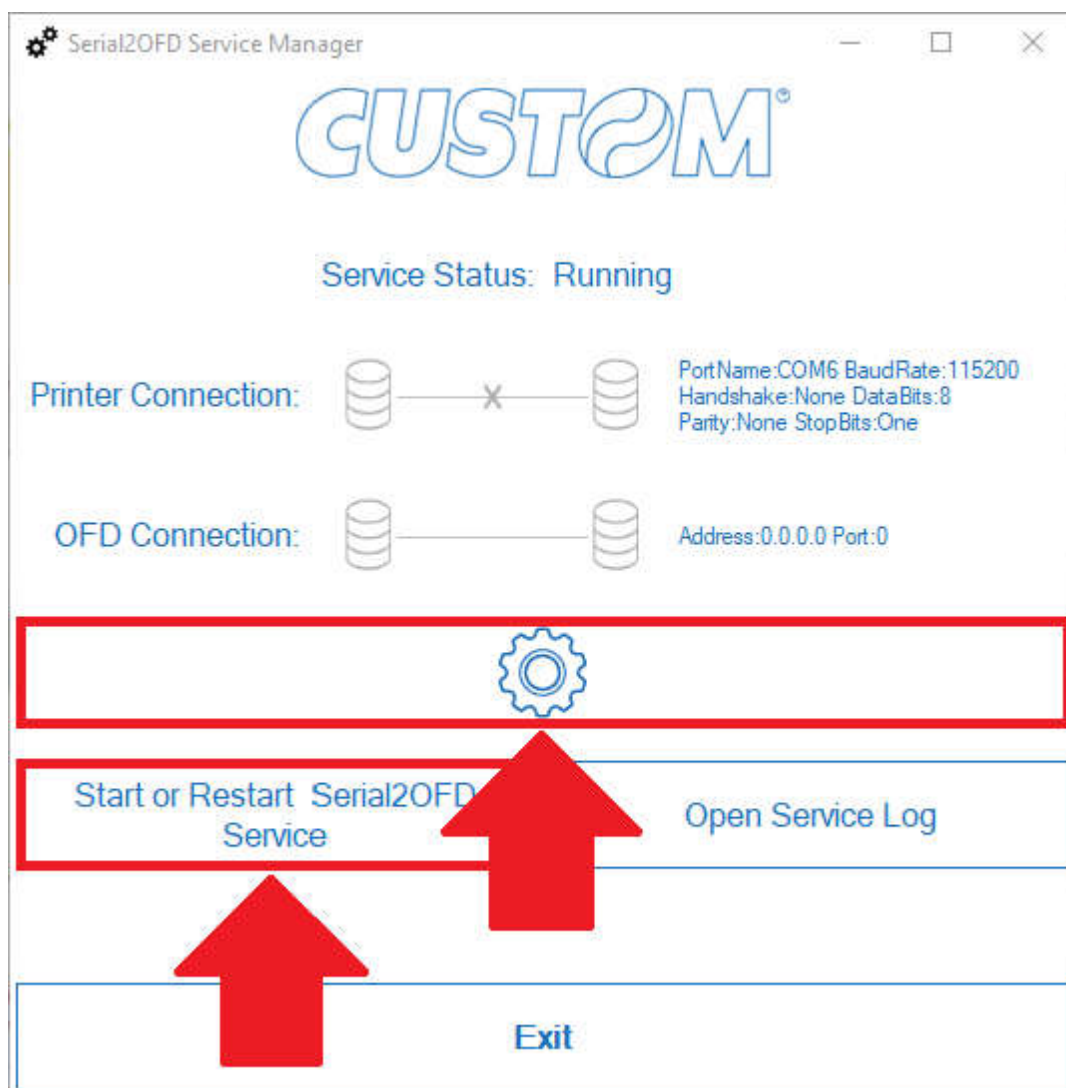 Serial2OFD Service Manager
CUSTOM®
Service Status: Running
Printer Connection:
PortName:COM6 BaudRate:115200
Handshake:None DataBits:8
Parity:None StopBits:One
OFD Connection:
Address:0.0.0.0 Port:0
Start or Restart Serial2OFD
Service
Open Service Log
Exit